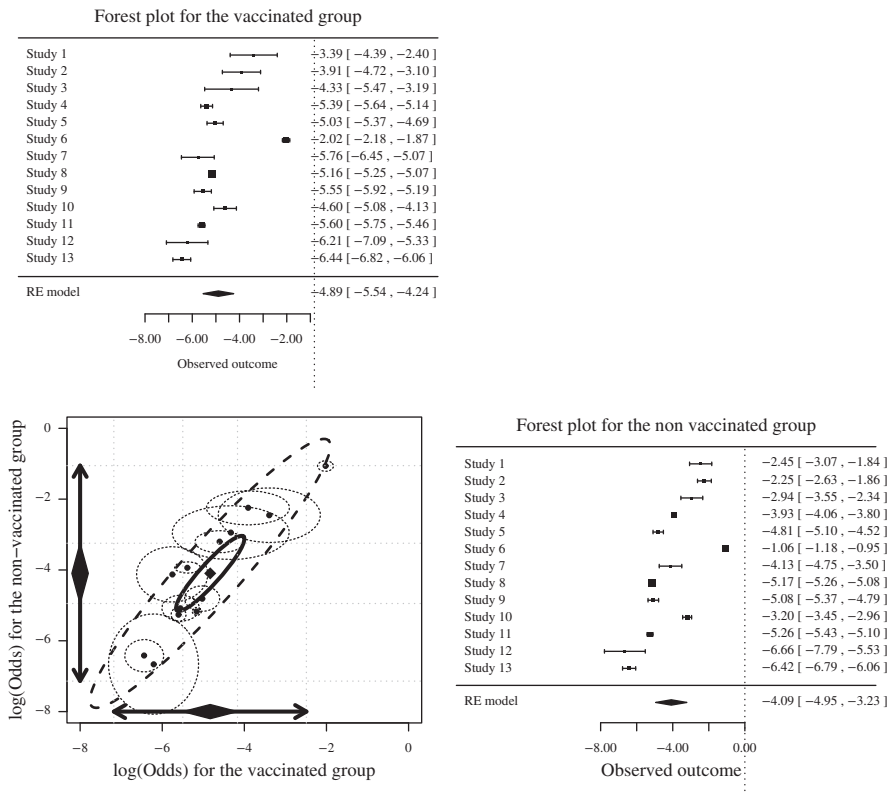 Forest plot for the vaccinated group
Study 1 −3.39 [ −4.39 , −2.40 ]
Study 2 −3.91 [ −4.72 , −3.10 ]
Study 3 −4.33 [ −5.47 , −3.19 ]
Study 4 −5.39 [ −5.64 , −5.14 ]
Study 5 −5.03 [ −5.37 , −4.69 ]
Study 6 −2.02 [ −2.18 , −1.87 ]
Study 7 −5.76 [ −6.45 , −5.07 ]
Study 8 −5.16 [ −5.25 , −5.07 ]
Study 9 −5.55 [ −5.92 , −5.19 ]
Study 10 −4.60 [ −5.08 , −4.13 ]
Study 11 −5.60 [ −5.75 , −5.46 ]
Study 12 −6.21 [ −7.09 , −5.33 ]
Study 13 −6.44 [ −6.82 , −6.06 ]
RE model −4.89 [ −5.54 , −4.24 ]
−8.00 −6.00 −4.00 −2.00
Observed outcome
log(Odds) for the non−vaccinated group
0
−2
−4
−6
−8
−8 −6 −4 −2 0
log(Odds) for the vaccinated group
Forest plot for the non vaccinated group
Study 1 −2.45 [ −3.07 , −1.84 ]
Study 2 −2.25 [ −2.63 , −1.86 ]
Study 3 −2.94 [ −3.55 , −2.34 ]
Study 4 −3.93 [ −4.06 , −3.80 ]
Study 5 −4.81 [ −5.10 , −4.52 ]
Study 6 −1.06 [ −1.18 , −0.95 ]
Study 7 −4.13 [ −4.75 , −3.50 ]
Study 8 −5.17 [ −5.26 , −5.08 ]
Study 9 −5.08 [ −5.37 , −4.79 ]
Study 10 −3.20 [ −3.45 , −2.96 ]
Study 11 −5.26 [ −5.43 , −5.10 ]
Study 12 −6.66 [ −7.79 , −5.53 ]
Study 13 −6.42 [ −6.79 , −6.06 ]
RE model −4.09 [ −4.95 , −3.23 ]
−8.00 −4.00 0.00
Observed outcome